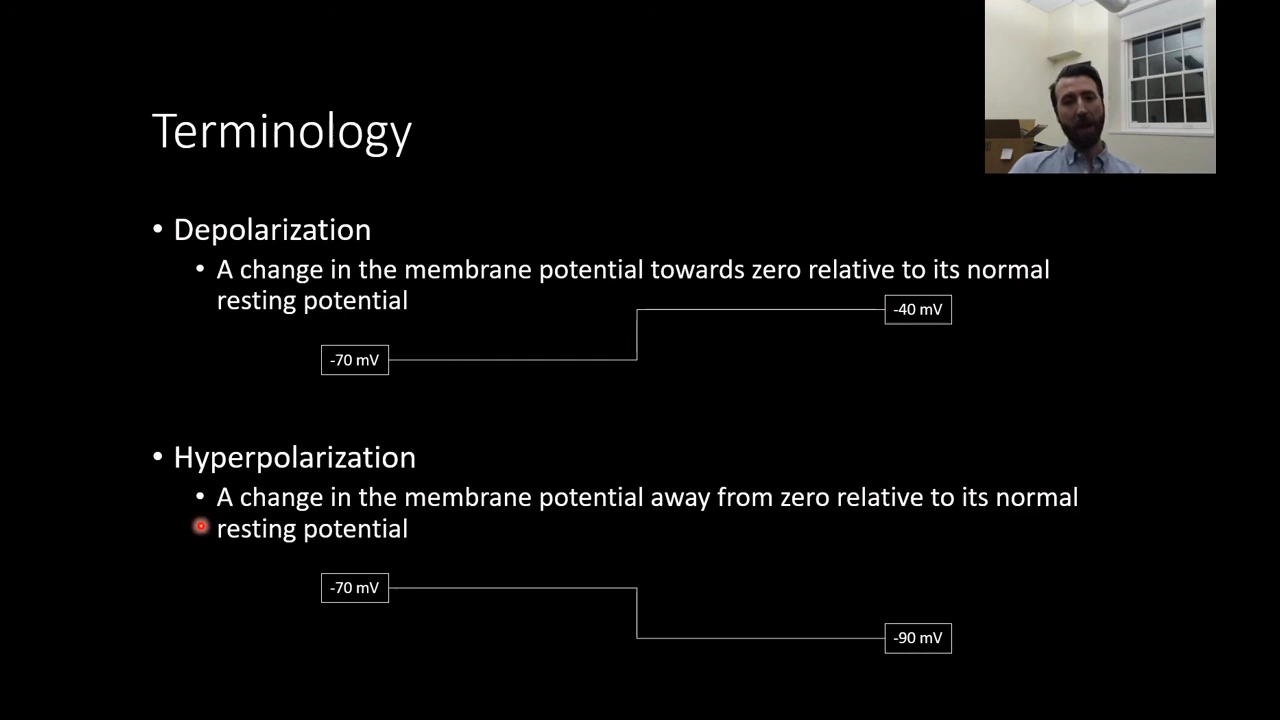 Terminology
• Depolarization
• A change in the membrane potential towards zero relative to its normal
resting potential
-40 mV
-70 mV
• Hyperpolarization
• A change in the membrane potential away from zero relative to its normal
resting potential
-70 mV
-90 mV